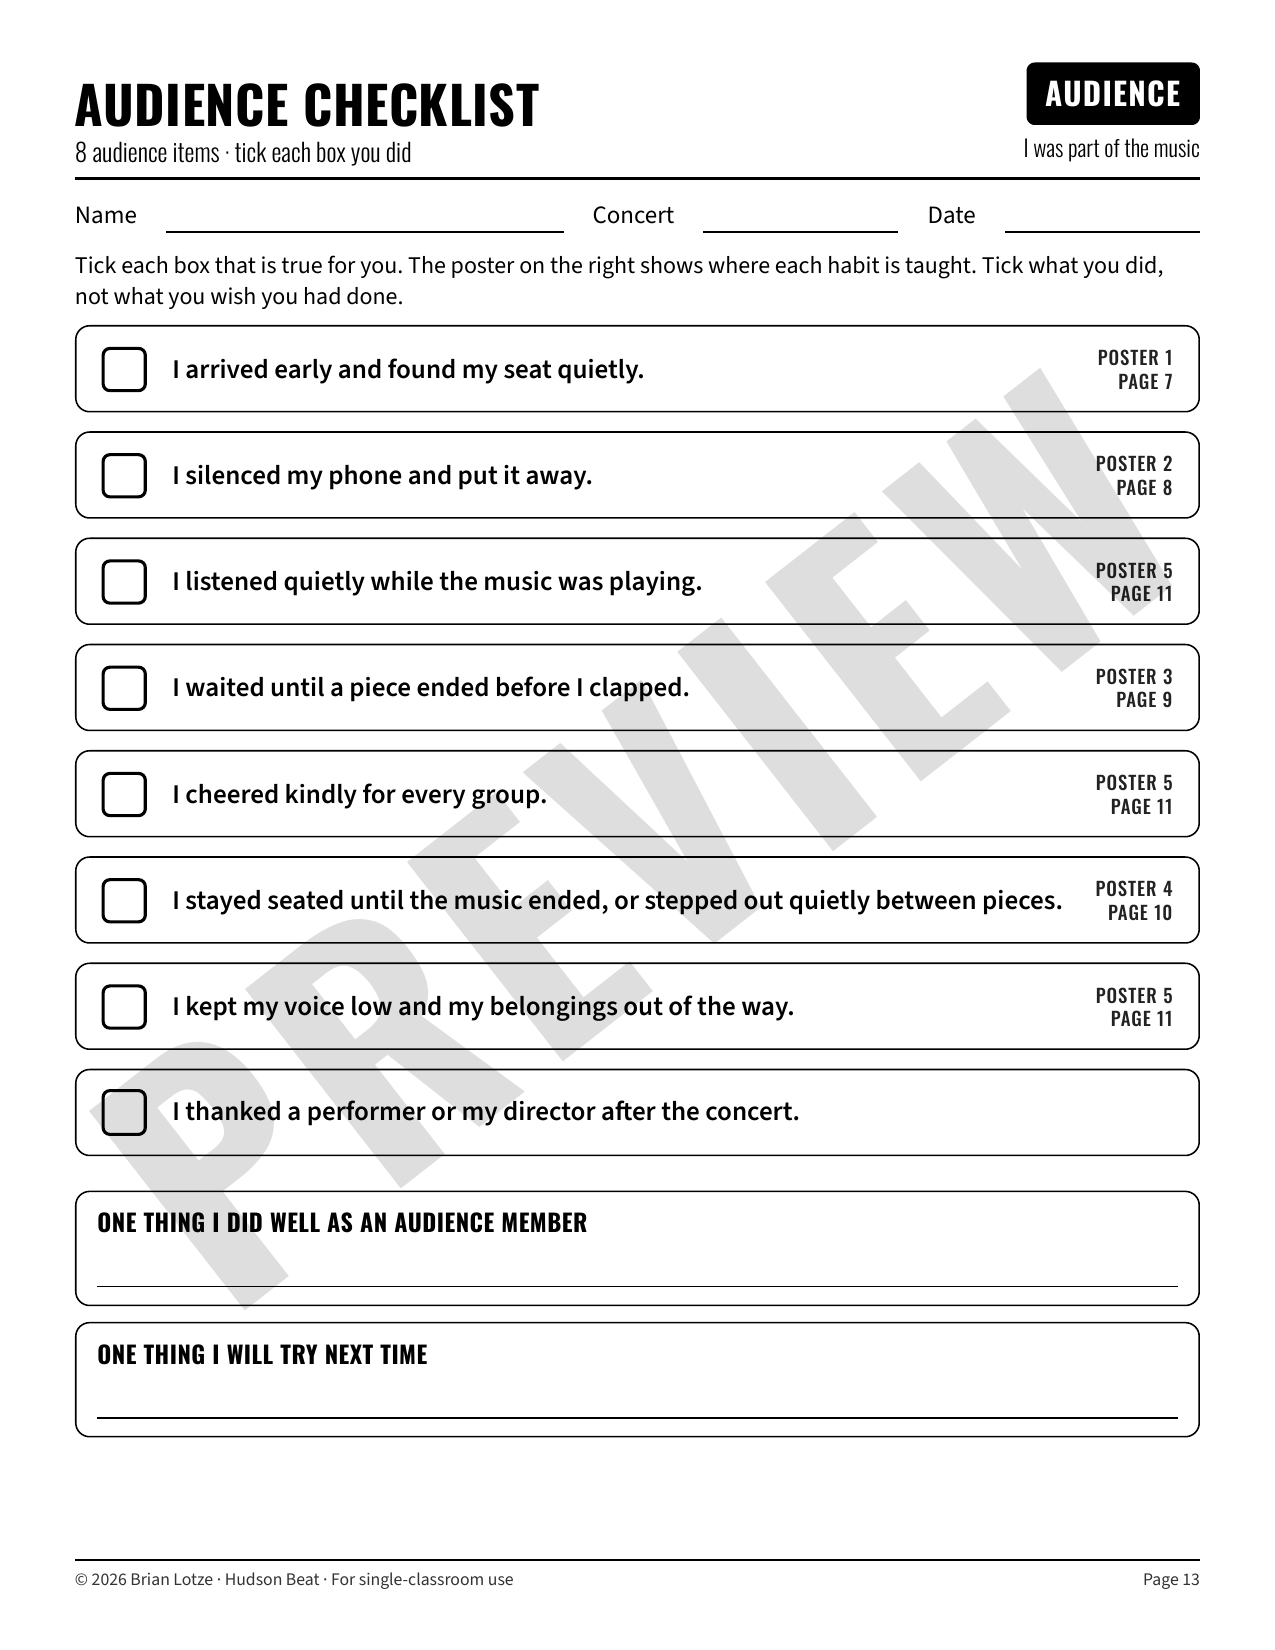 AUDIENCE CHECKLIST
8 audience items · tick each box you did
AUDIENCE
I was part of the music
Name
Concert
Date
Tick each box that is true for you. The poster on the right shows where each habit is taught. Tick what you did,
not what you wish you had done.
I arrived early and found my seat quietly.
POSTER 1
PAGE 7
I silenced my phone and put it away.
POSTER 2
PAGE 8
I listened quietly while the music was playing.
POSTER 5
PAGE 11
I waited until a piece ended before I clapped.
POSTER 3
PAGE 9
I cheered kindly for every group.
POSTER 5
PAGE 11
I stayed seated until the music ended, or stepped out quietly between pieces.
POSTER 4
PAGE 10
I kept my voice low and my belongings out of the way.
POSTER 5
PAGE 11
I thanked a performer or my director after the concert.
ONE THING I DID WELL AS AN AUDIENCE MEMBER
ONE THING I WILL TRY NEXT TIME
PREVIEW
© 2026 Brian Lotze · Hudson Beat · For single-classroom use
Page 13